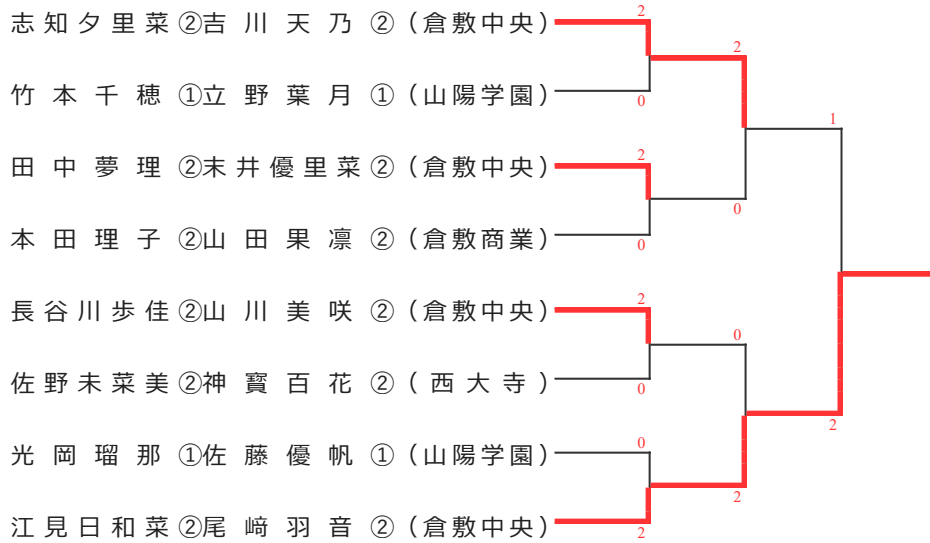 志知夕里菜②吉川天乃②(倉敷中央) 2
2
竹本千穂①立野葉月①(山陽学園) 0
1
田中夢理②末井優里菜②(倉敷中央) 2
0
本田理子②山田果凛②(倉敷商業) 0
長谷川歩佳②山川美咲②(倉敷中央) 2
0
佐野未菜美②神寳百花②(西大寺) 0
2
光岡瑠那①佐藤優帆①(山陽学園) 0
2
江見日和菜②尾﨑羽音②(倉敷中央) 2